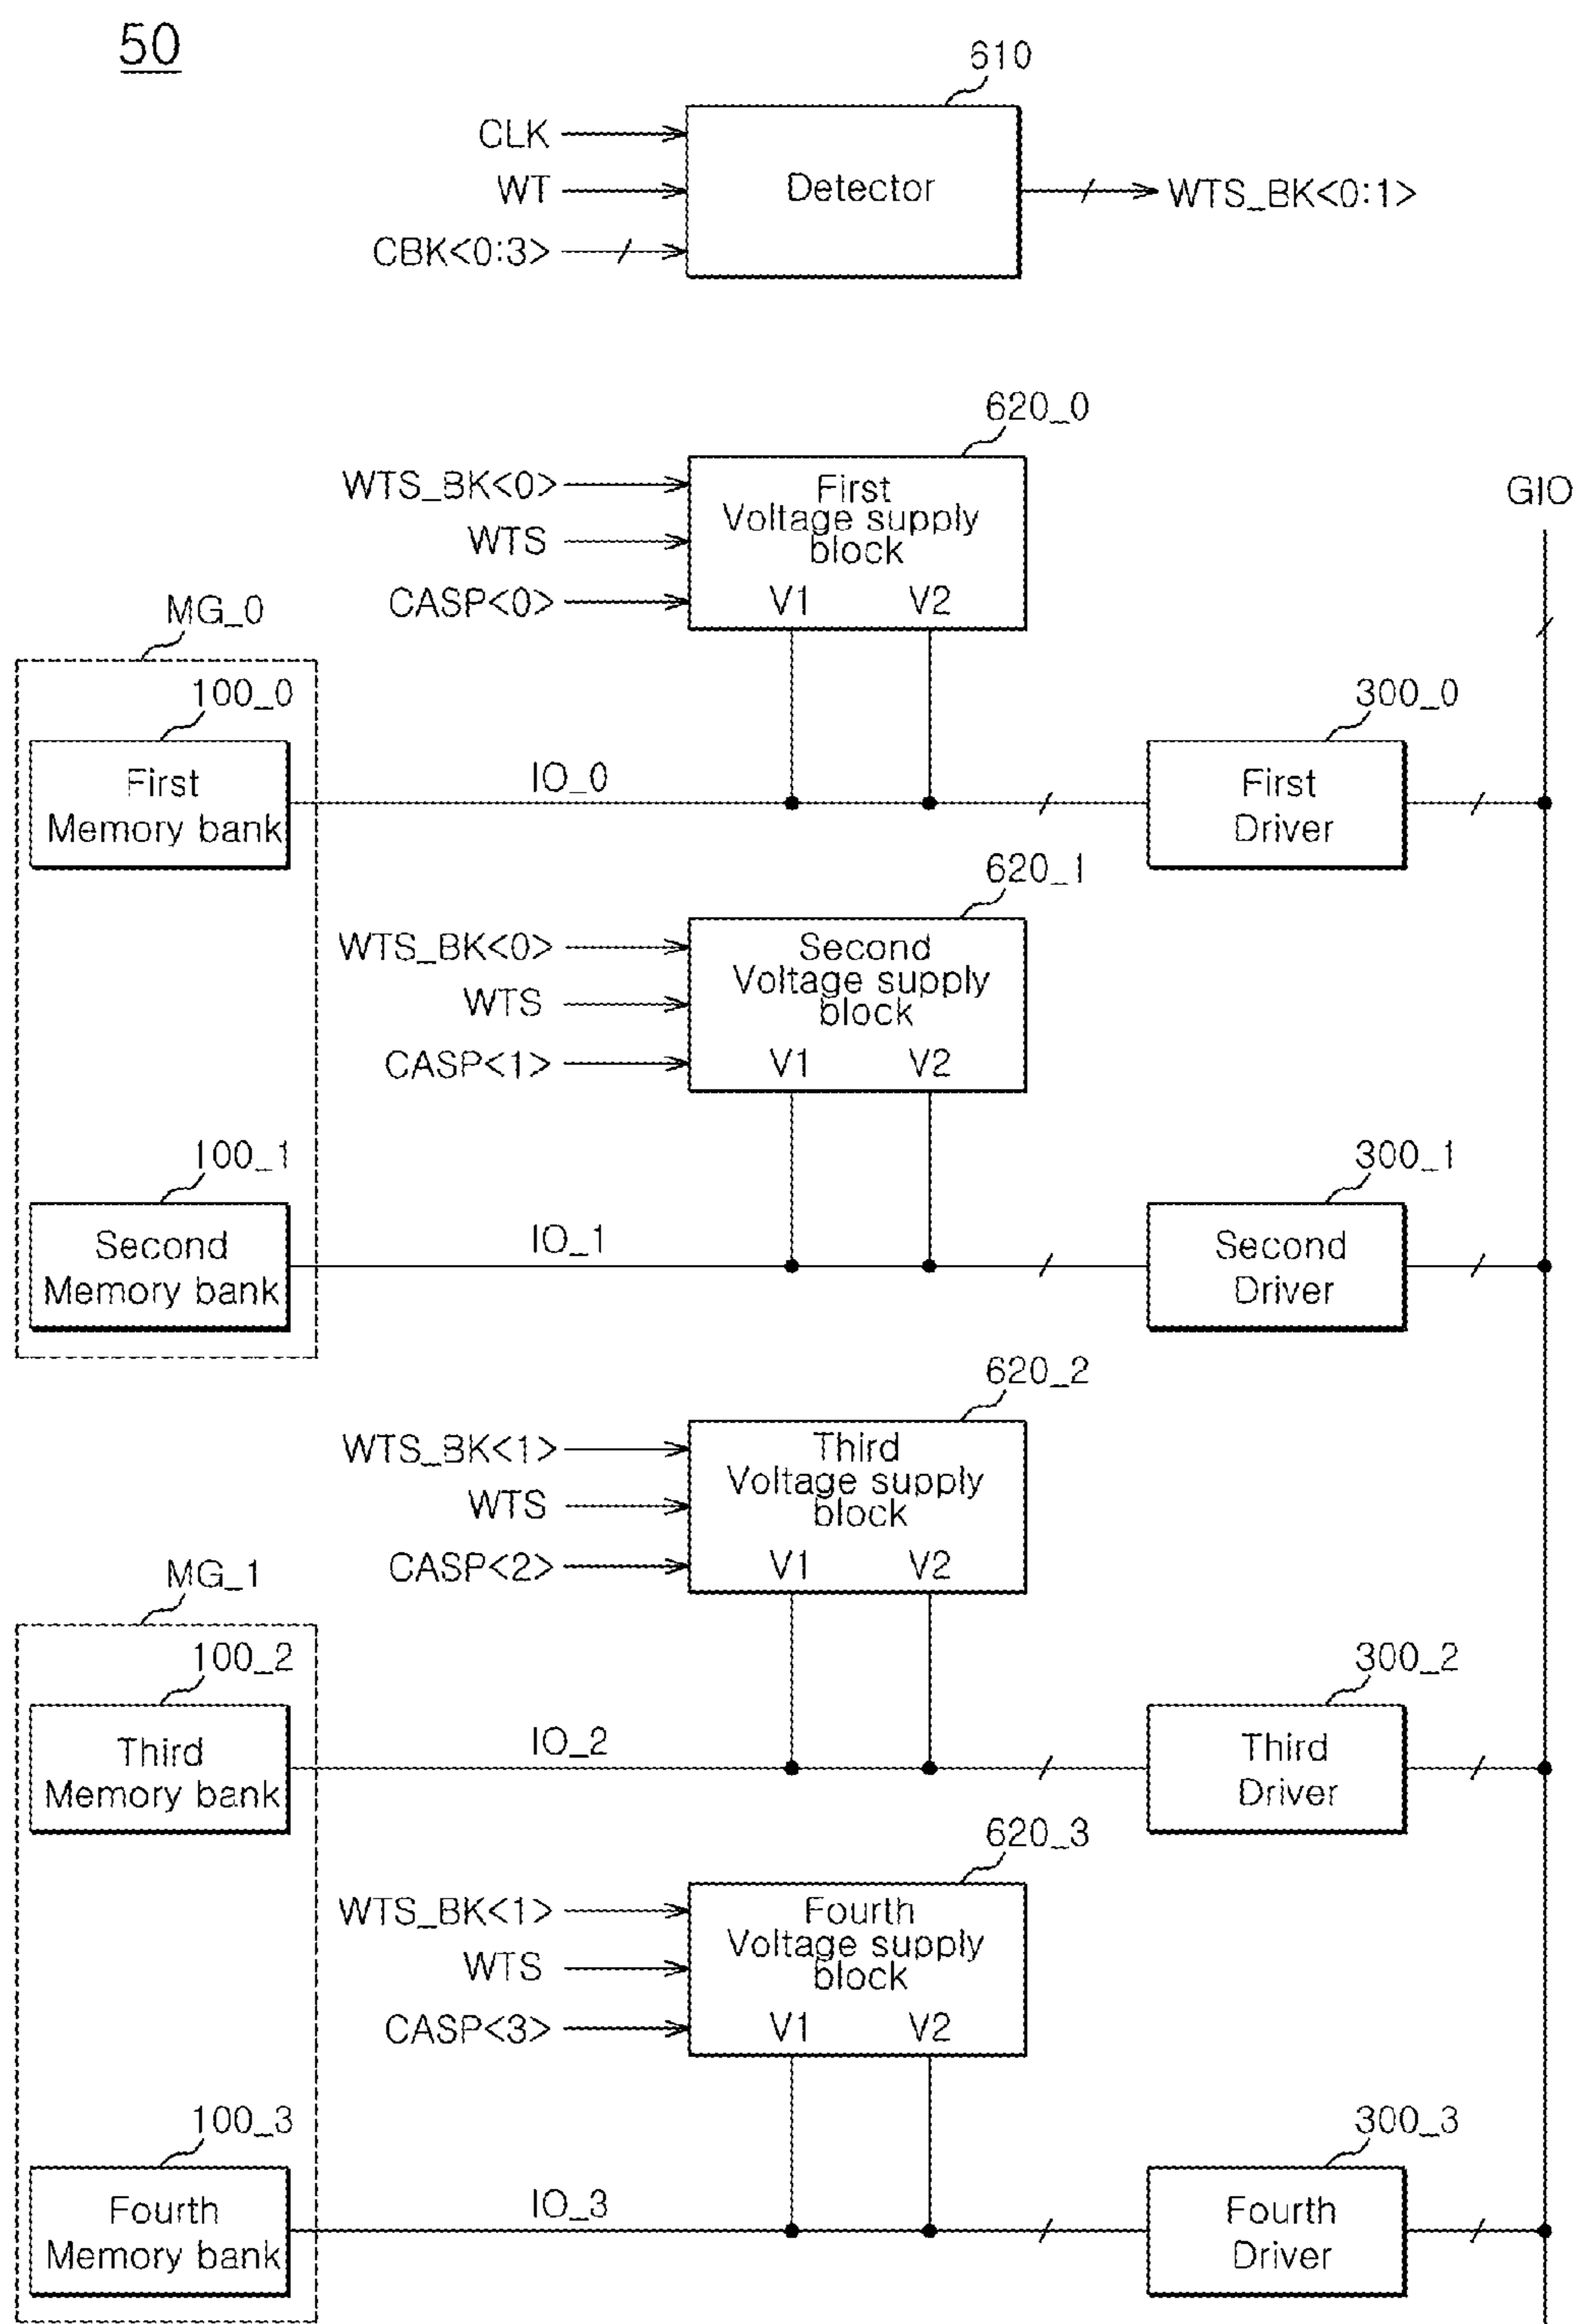 50
610
CLK
WT
CBK<0:3>
Detector
WTS_BK<0:1>
620_0
WTS_BK<0>
WTS
CASP<0>
First
Voltage supply
block
V1 V2
GIO
MG_0
100_0
First
Memory bank
IO_0
300_0
First
Driver
620_1
WTS_BK<0>
WTS
CASP<1>
Second
Voltage supply
block
V1 V2
100_1
Second
Memory bank
IO_1
300_1
Second
Driver
620_2
WTS_BK<1>
WTS
CASP<2>
Third
Voltage supply
block
V1 V2
MG_1
100_2
Third
Memory bank
IO_2
300_2
Third
Driver
620_3
WTS_BK<1>
WTS
CASP<3>
Fourth
Voltage supply
block
V1 V2
100_3
Fourth
Memory bank
IO_3
300_3
Fourth
Driver